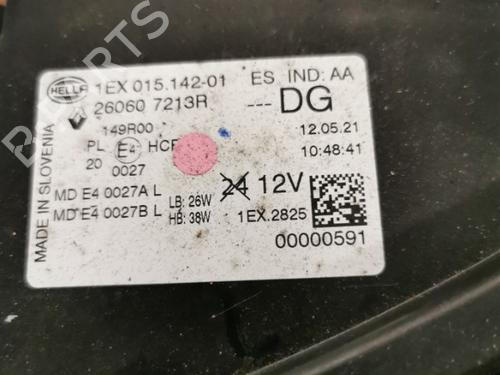 HELLA 1EX 015.142-01 ES IND: AA
26060 7213R --- DG
149R00 12.05.21
PL E4 HCR 10:48:41
20 0027
MD E4 0027A L LB: 26W 24 12V
MD E4 0027B L HB: 38W 1EX.2825
00000591
MADE IN SLOVENIA